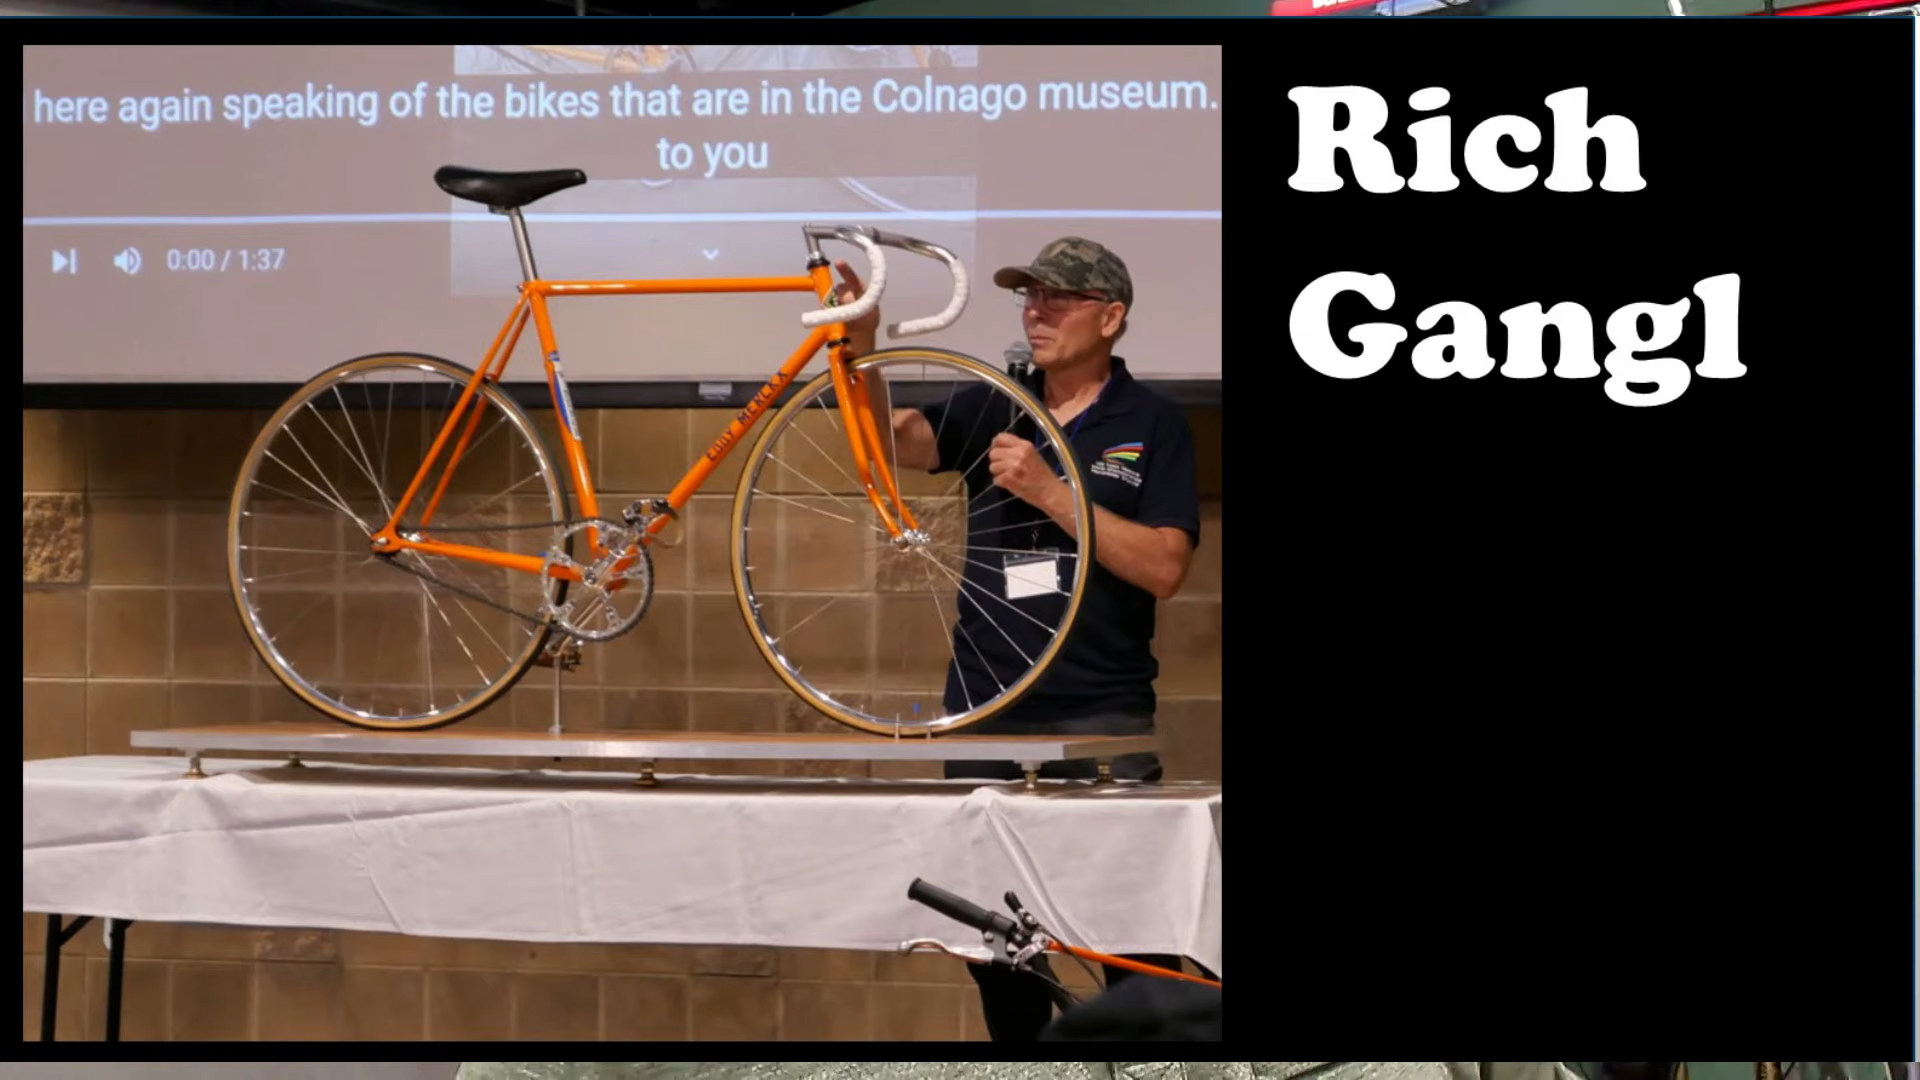 here again speaking of the bikes that are in the Colnago museum.
to you
0:00 / 1:37
EDDY MERCKX
Rich
Gangl